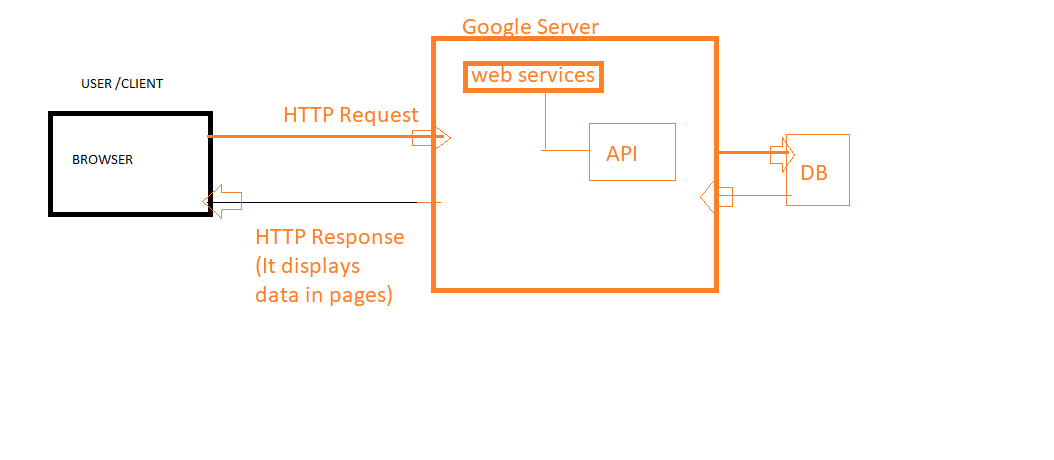 Google Server
web services
USER /CLIENT
HTTP Request
BROWSER
API
DB
HTTP Response
(It displays
data in pages)